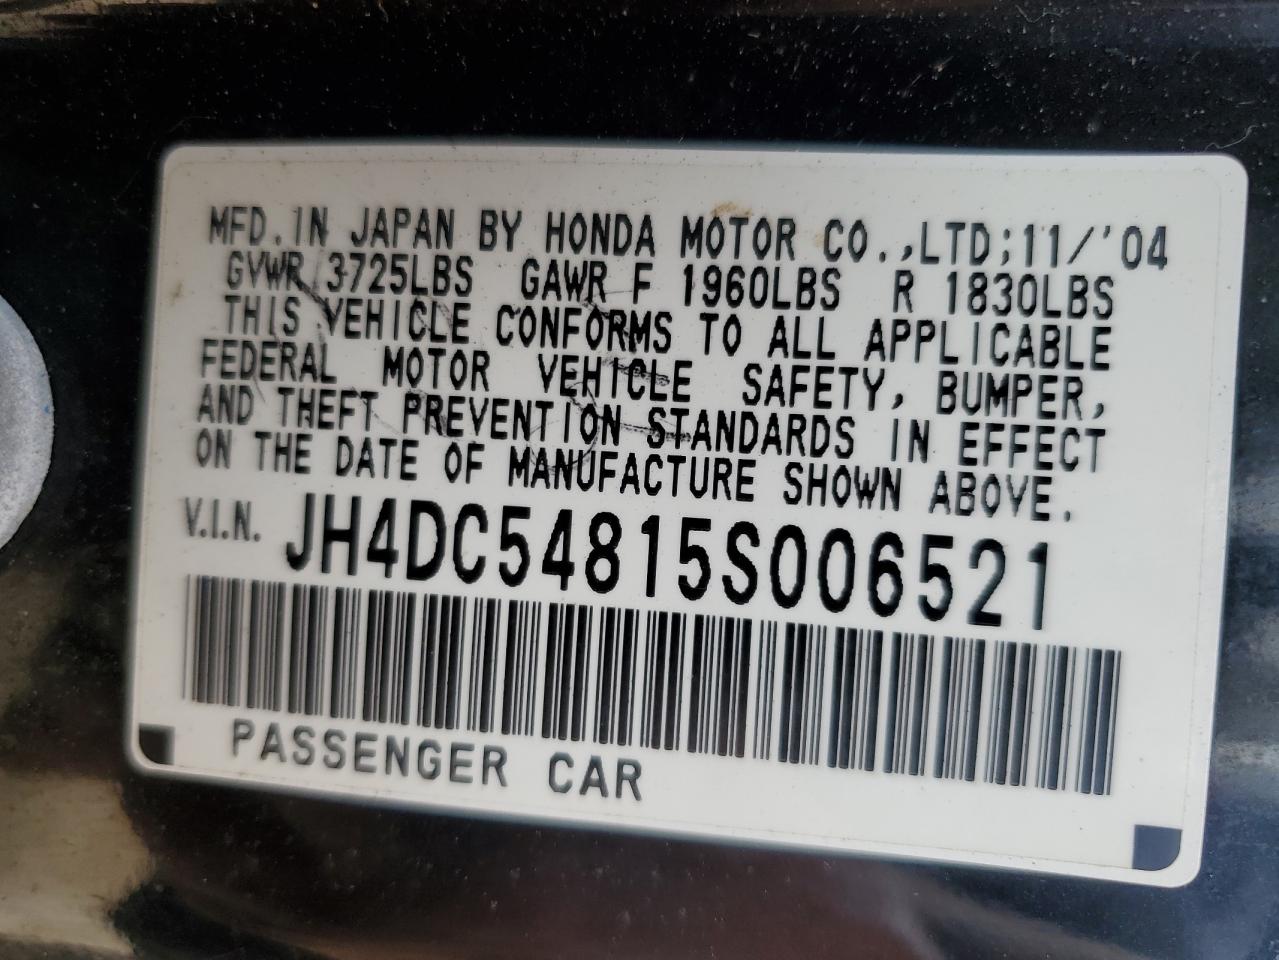 MFD.IN JAPAN BY HONDA MOTOR CO.,LTD;11/'04
GVWR 3725LBS GAWR F 1960LBS R 1830LBS
THIS VEHICLE CONFORMS TO ALL APPLICABLE
FEDERAL MOTOR VEHICLE SAFETY, BUMPER,
AND THEFT PREVENTION STANDARDS IN EFFECT
ON THE DATE OF MANUFACTURE SHOWN ABOVE.
V.I.N. JH4DC54815S006521
PASSENGER CAR